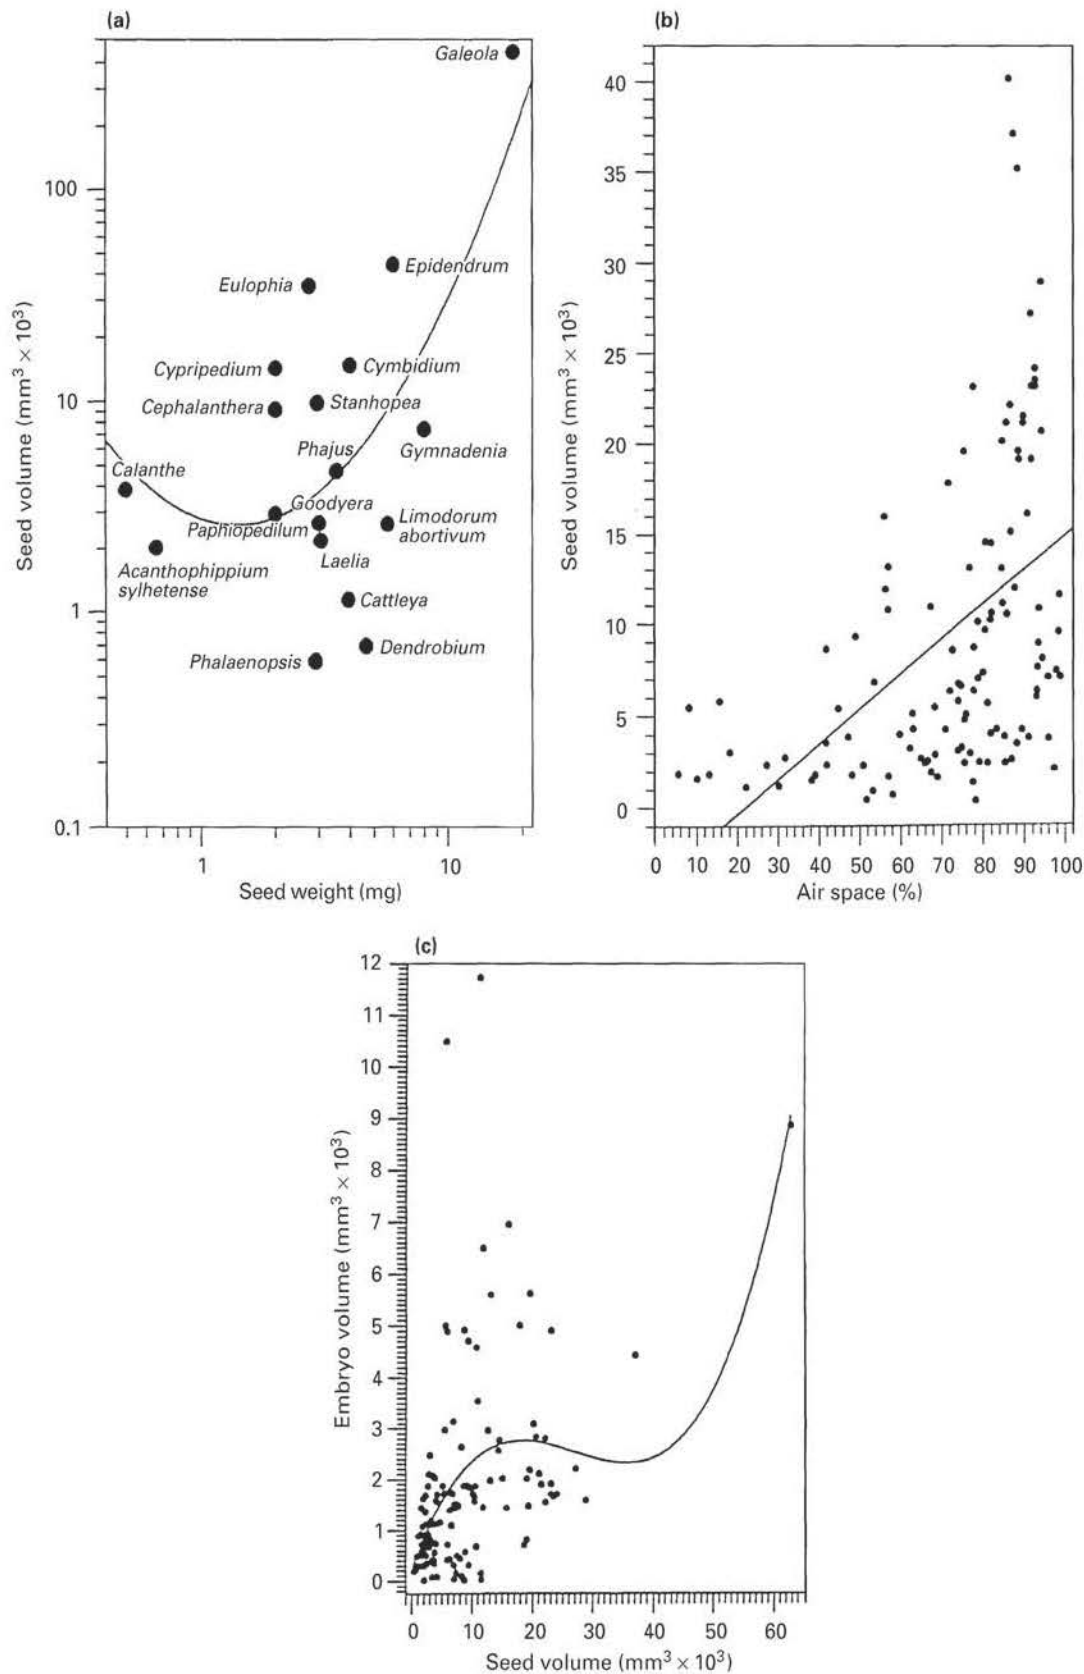 (a)
Seed volume (mm³ × 10³)
100
10
1
0.1
Galeola
Epidendrum
Eulophia
Cypripedium
Cymbidium
Cephalanthera
Stanhopea
Phajus
Gymnadenia
Calanthe
Goodyera
Paphiopedilum
Limodorum
abortivum
Laelia
Acanthophippium
sylhetense
Cattleya
Dendrobium
Phalaenopsis
1 10
Seed weight (mg)
(b)
Seed volume (mm³ × 10³)
40
35
30
25
20
15
10
5
0
0 10 20 30 40 50 60 70 80 90 100
Air space (%)
(c)
Embryo volume (mm³ × 10³)
12
11
10
9
8
7
6
5
4
3
2
1
0
0 10 20 30 40 50 60
Seed volume (mm³ × 10³)